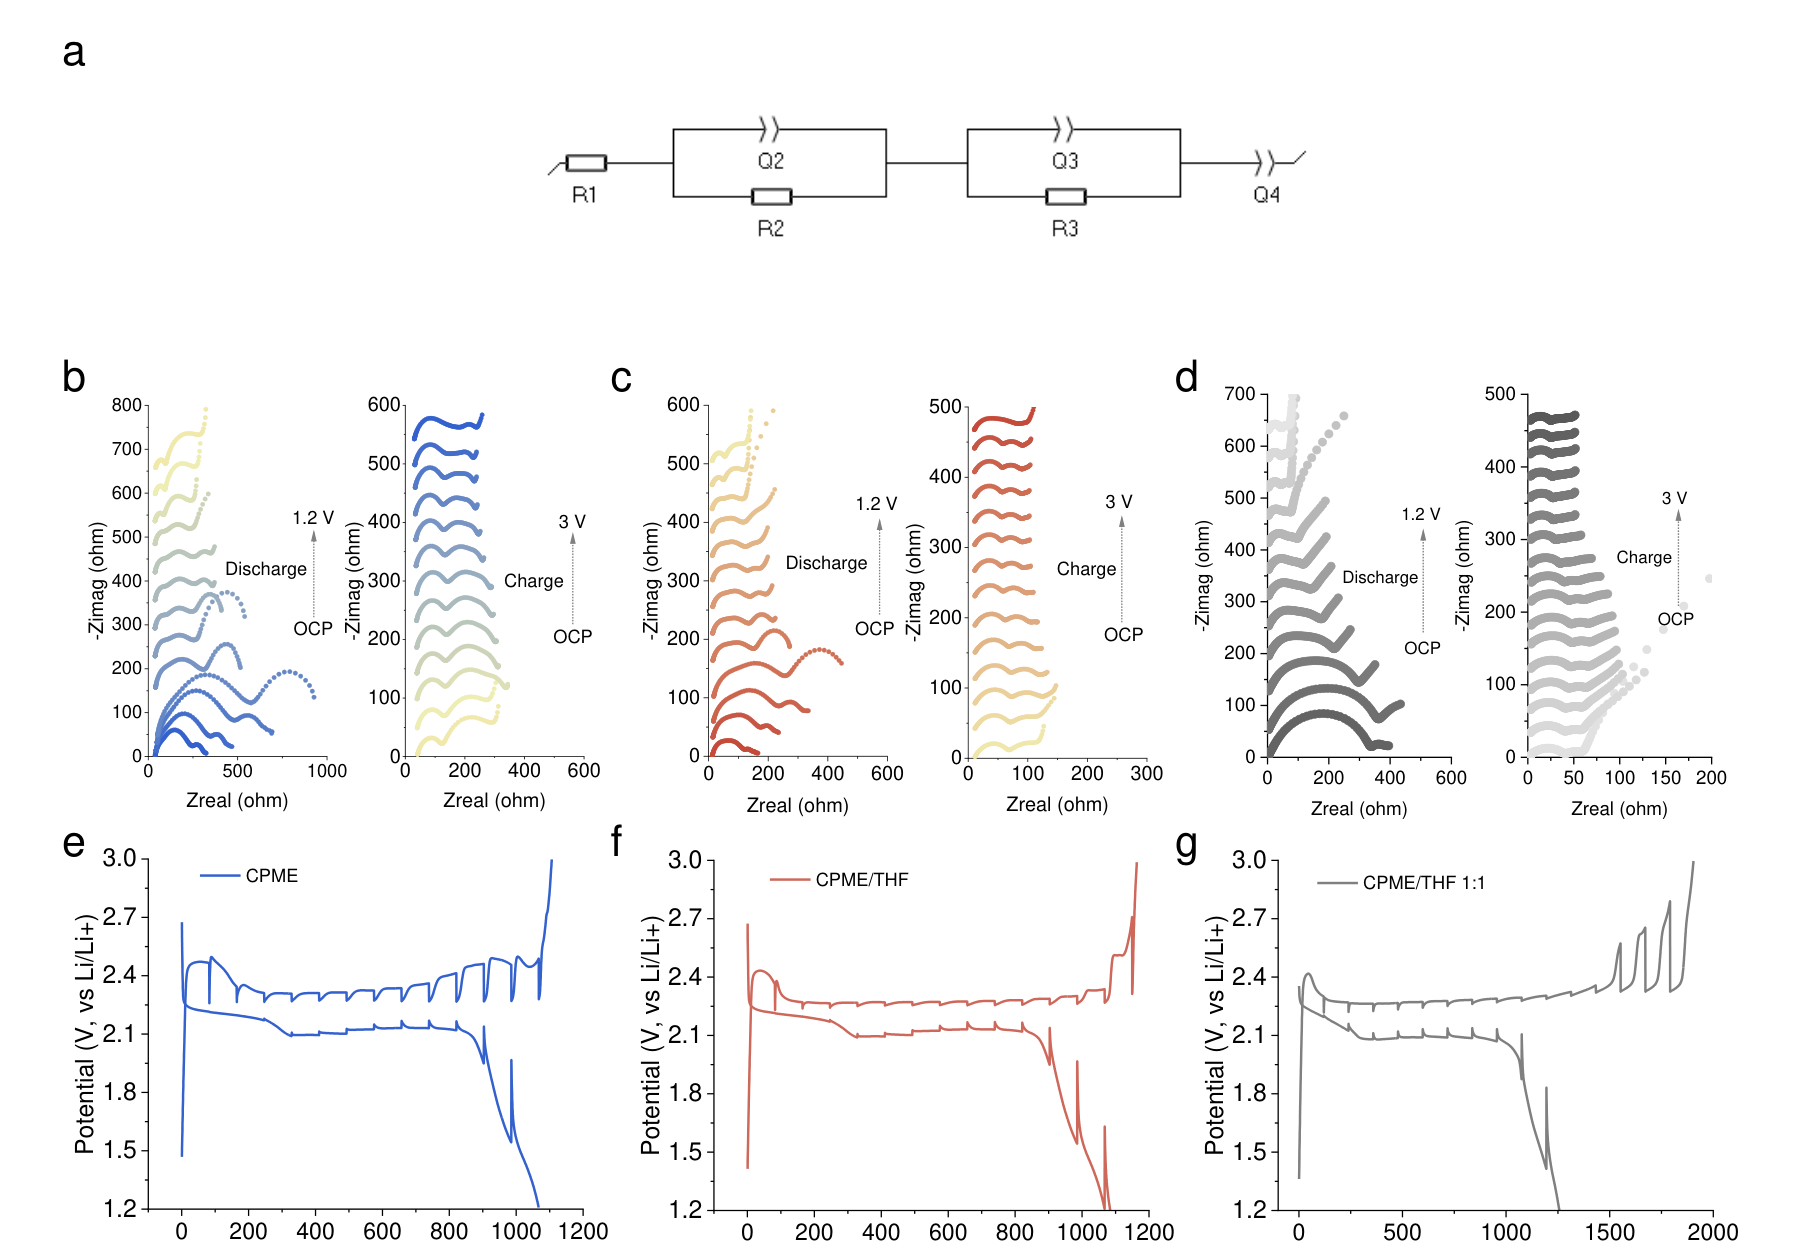 a
Q2
Q3
R1
Q4
R2
R3
b
c
d
800
700
600
500
400
300
200
100
0
0
500
1000
-Zimag (ohm)
Zreal (ohm)
1.2 V
Discharge
OCP
600
500
400
300
200
100
0
0
200
400
600
-Zimag (ohm)
Zreal (ohm)
3 V
Charge
OCP
600
500
400
300
200
100
0
0
200
400
600
-Zimag (ohm)
Zreal (ohm)
1.2 V
Discharge
OCP
500
400
300
200
100
0
0
100
200
300
-Zimag (ohm)
Zreal (ohm)
3 V
Charge
OCP
700
600
500
400
300
200
100
0
0
200
400
600
-Zimag (ohm)
Zreal (ohm)
1.2 V
Discharge
OCP
500
400
300
200
100
0
0
50
100
150
200
-Zimag (ohm)
Zreal (ohm)
3 V
Charge
OCP
e
3.0
2.7
2.4
2.1
1.8
1.5
1.2
0
200
400
600
800
1000
1200
Potential (V, vs Li/Li+)
CPME
f
3.0
2.7
2.4
2.1
1.8
1.5
1.2
0
200
400
600
800
1000
1200
Potential (V, vs Li/Li+)
CPME/THF
g
3.0
2.7
2.4
2.1
1.8
1.5
1.2
0
500
1000
1500
2000
Potential (V, vs Li/Li+)
CPME/THF 1:1